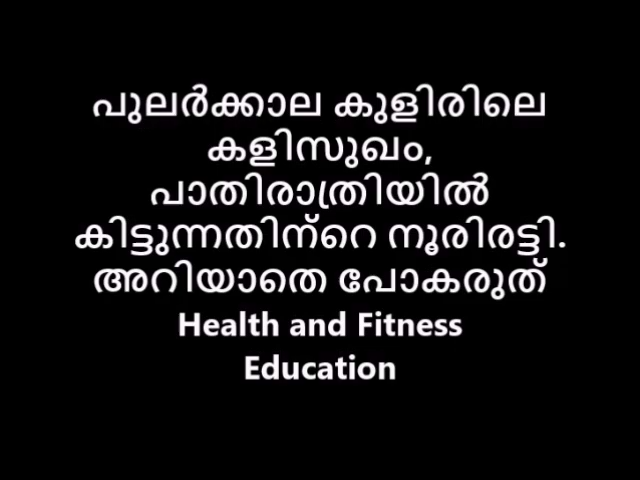 പുലർക്കാല കുളിരിലെ
കളിസുഖം,
പാതിരാത്രിയിൽ
കിട്ടുന്നതിന്റെ നൂരിരട്ടി.
അറിയാതെ പോകരുത്
Health and Fitness
Education